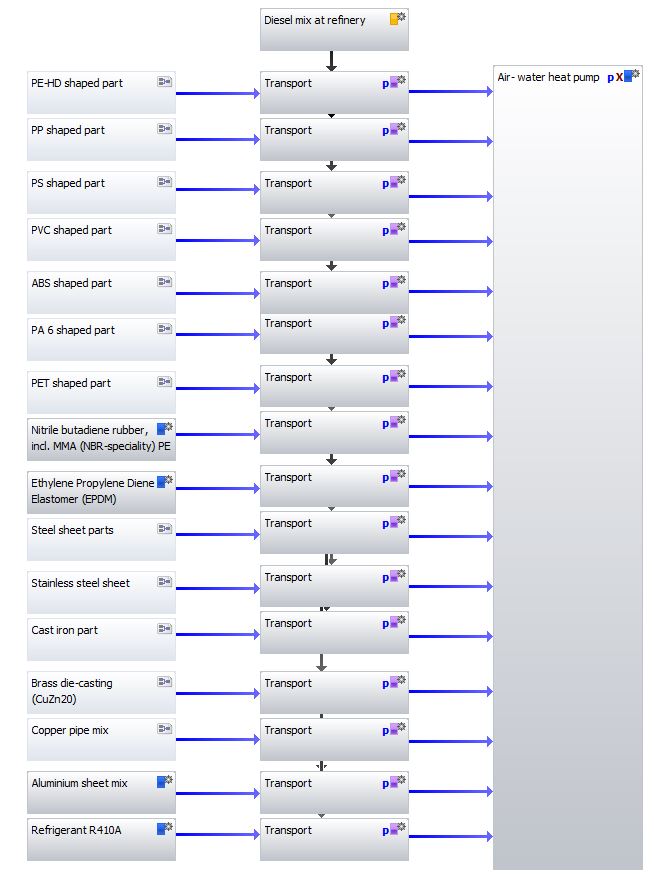 Diesel mix at refinery
PE-HD shaped part
Transport
p
Air- water heat pump pX
PP shaped part
Transport
p
PS shaped part
Transport
p
PVC shaped part
Transport
p
ABS shaped part
Transport
p
PA 6 shaped part
Transport
p
PET shaped part
Transport
p
Nitrile butadiene rubber,
incl. MMA (NBR-speciality) PE
Transport
p
Ethylene Propylene Diene
Elastomer (EPDM)
Transport
p
Steel sheet parts
Transport
p
Stainless steel sheet
Transport
p
Cast iron part
Transport
p
Brass die-casting
(CuZn20)
Transport
p
Copper pipe mix
Transport
p
Aluminium sheet mix
Transport
p
Refrigerant R410A
Transport
p